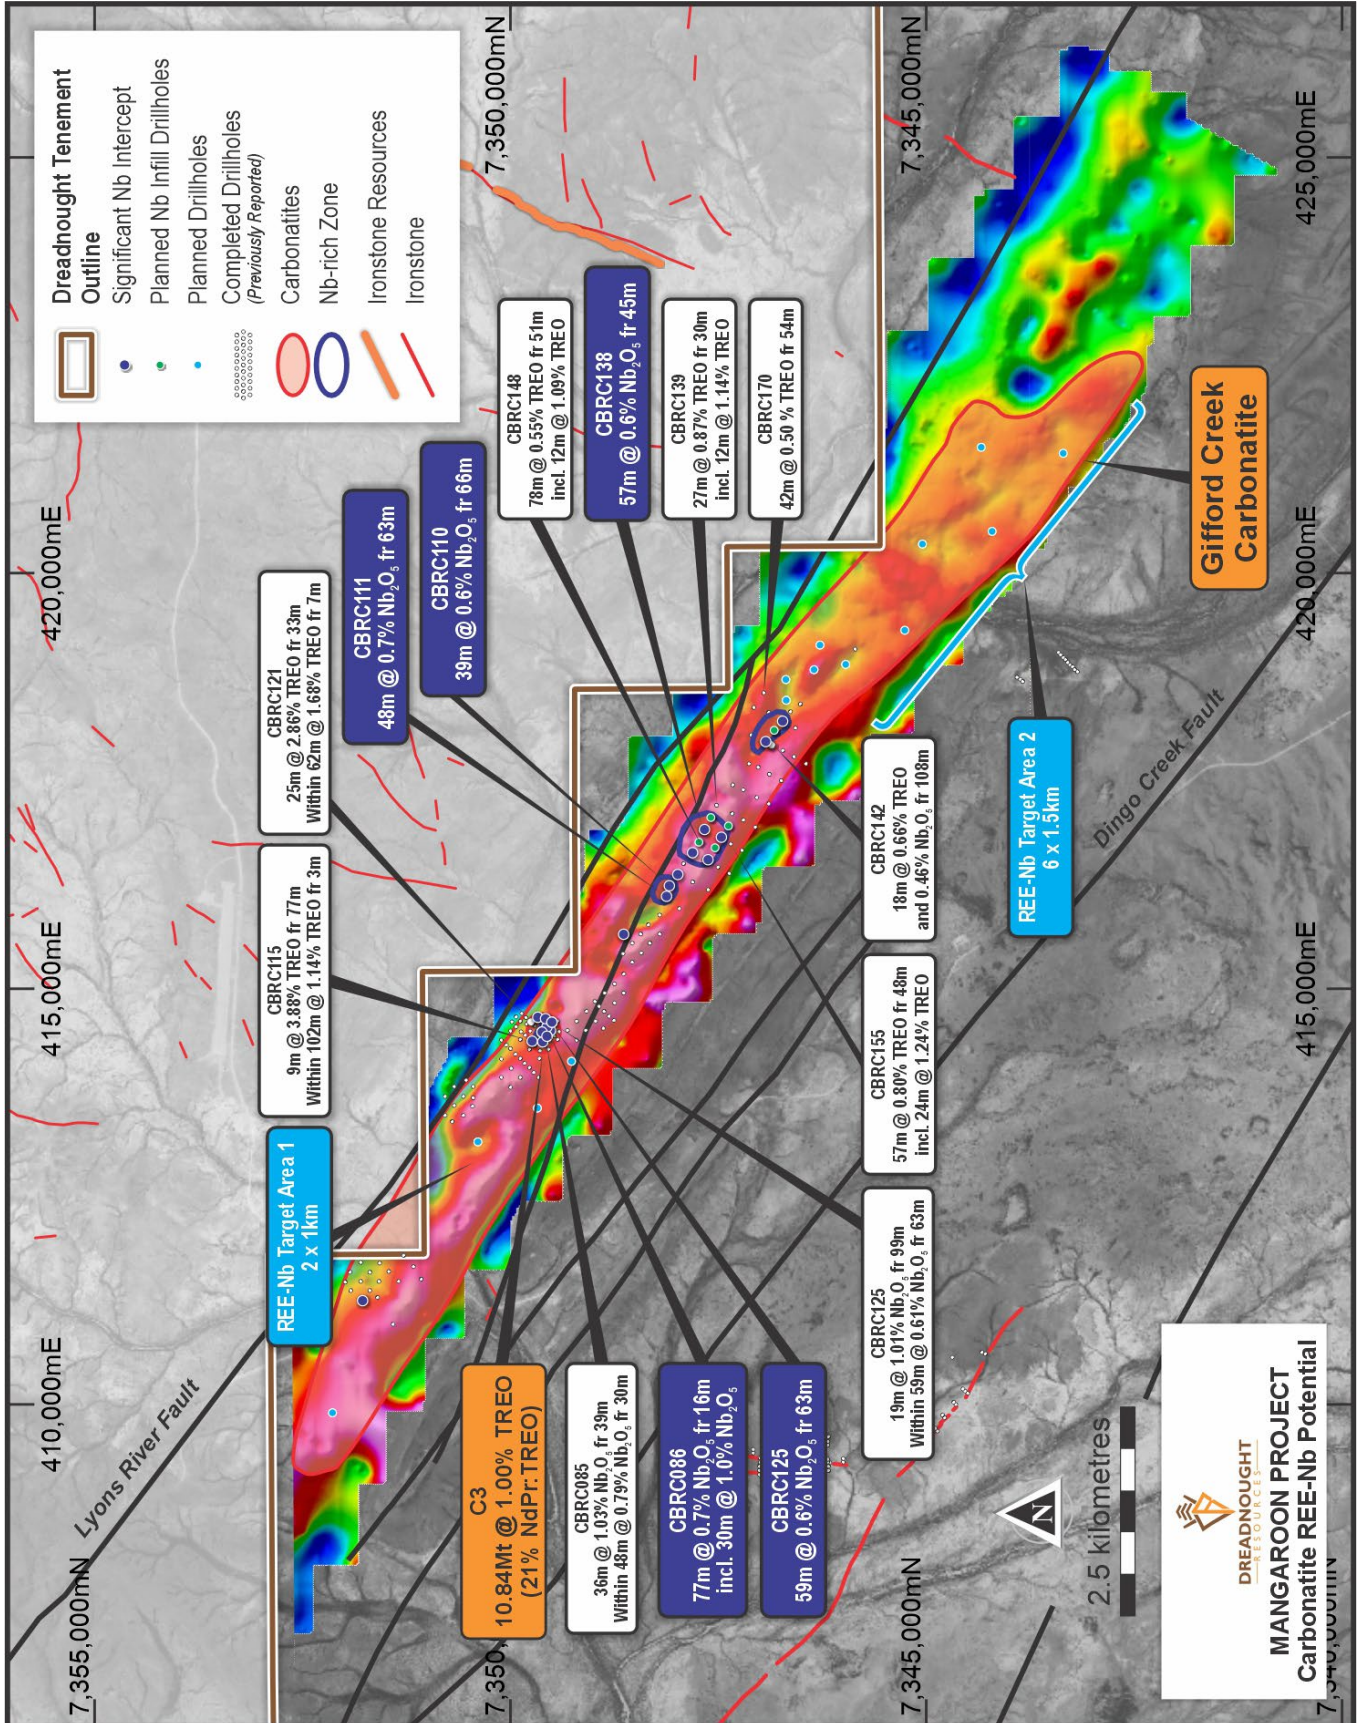 410,000mE
415,000mE
420,000mE
7,355,000mN
Lyons River Fault
REE-Nb Target Area 1
2 x 1km
CBRC115
9m @ 3.88% TREO fr 77m
Within 102m @ 1.14% TREO fr 3m
CBRC121
25m @ 2.86% TREO fr 33m
Within 62m @ 1.68% TREO fr 7m
CBRC111
48m @ 0.7% Nb₂O₅ fr 63m
CBRC110
39m @ 0.6% Nb₂O₅ fr 66m
Dreadnought Tenement
Outline
Significant Nb Intercept
Planned Nb Infill Drillholes
Planned Drillholes
Completed Drillholes
(Previously Reported)
Carbonatites
Nb-rich Zone
Ironstone Resources
Ironstone
CBRC148
78m @ 0.55% TREO fr 51m
incl. 12m @ 1.09% TREO
CBRC138
57m @ 0.6% Nb₂O₅ fr 45m
CBRC139
27m @ 0.87% TREO fr 30m
incl. 12m @ 1.14% TREO
CBRC170
42m @ 0.50 % TREO fr 54m
7,350,000mN
C3
10.84Mt @ 1.00% TREO
(21% NdPr:TREO)
CBRC085
36m @ 1.03% Nb₂O₅ fr 39m
Within 48m @ 0.79% Nb₂O₅ fr 30m
CBRC086
77m @ 0.7% Nb₂O₅ fr 16m
incl. 30m @ 1.0% Nb₂O₅
CBRC125
59m @ 0.6% Nb₂O₅ fr 63m
CBRC125
19m @ 1.01% Nb₂O₅ fr 99m
Within 59m @ 0.61% Nb₂O₅ fr 63m
CBRC155
57m @ 0.80% TREO fr 48m
incl. 24m @ 1.24% TREO
CBRC142
18m @ 0.66% TREO
and 0.46% Nb₂O₅ fr 108m
7,350
7,345,000mN
7,345,000mN
REE-Nb Target Area 2
6 x 1.5km
Dingo Creek Fault
Gifford Creek
Carbonatite
N
2.5 kilometres
DREADNOUGHT
RESOURCES
MANGAROON PROJECT
Carbonatite REE-Nb Potential
415,000mE
420,000mE
425,000mE